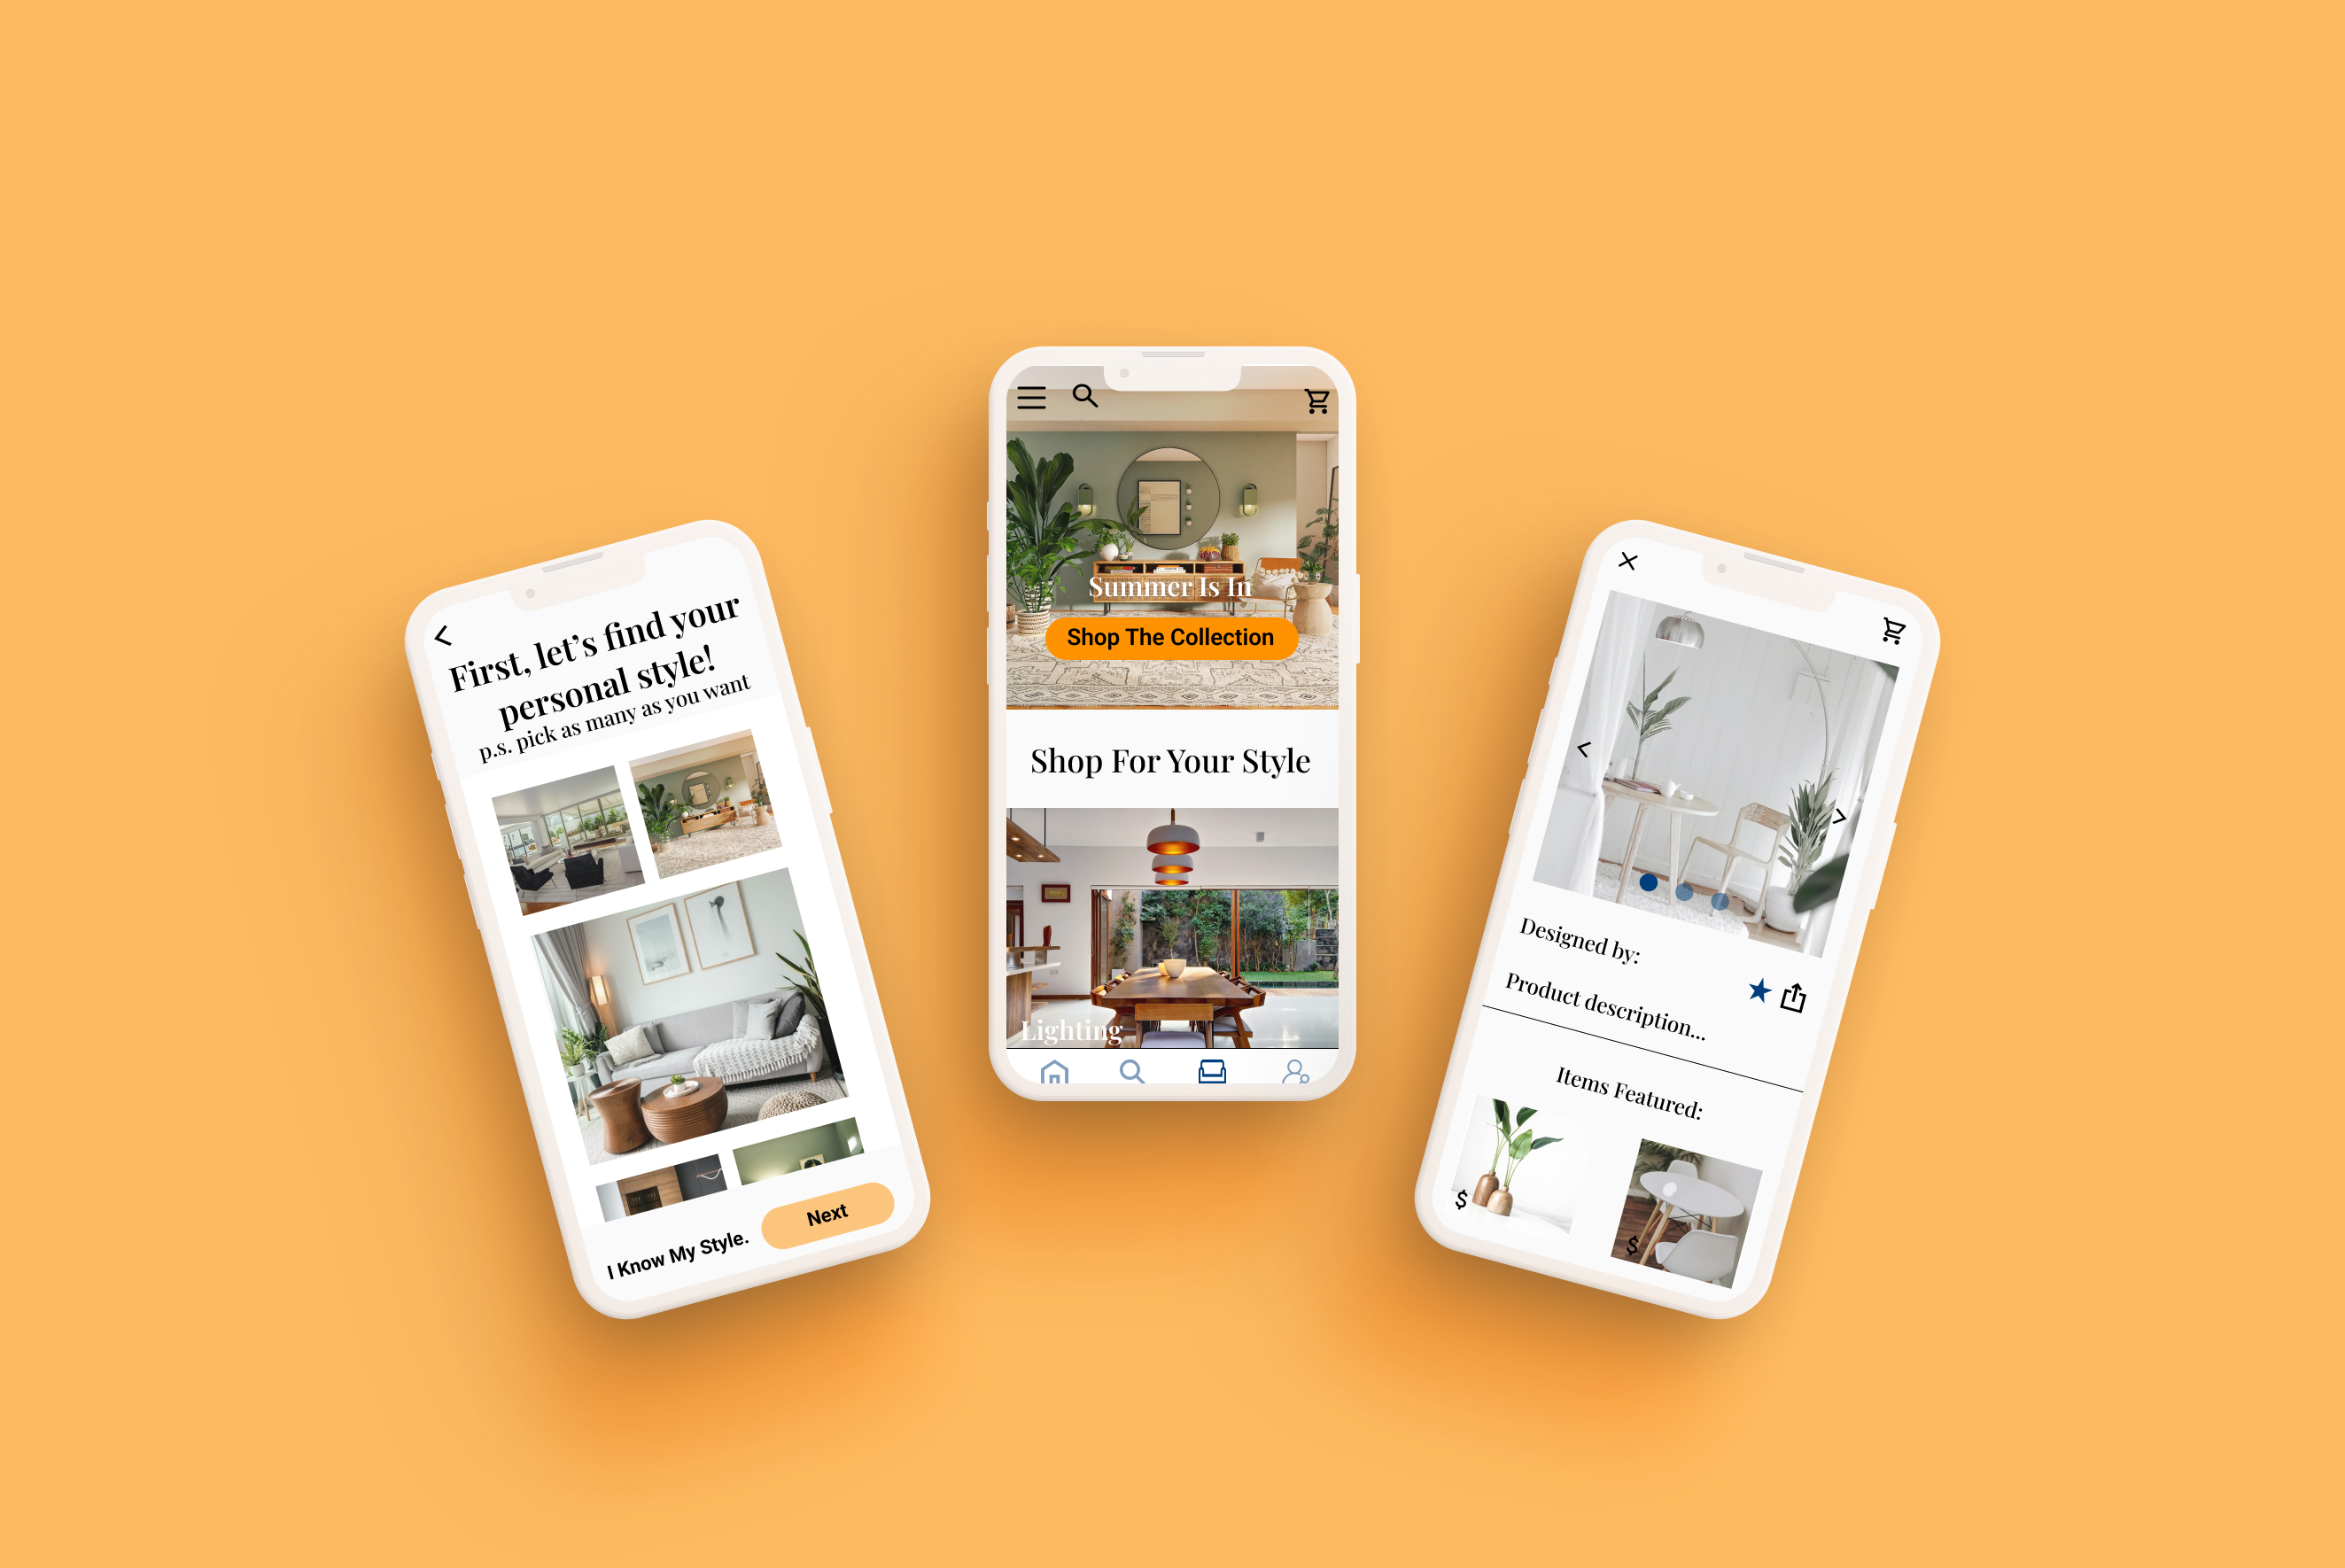 First, let's find your
personal style!
p.s. pick as many as you want
I Know My Style.
Next
Summer Is In
Shop The Collection
Shop For Your Style
Lighting
Designed by:
Product description...
Items Featured:
$
$